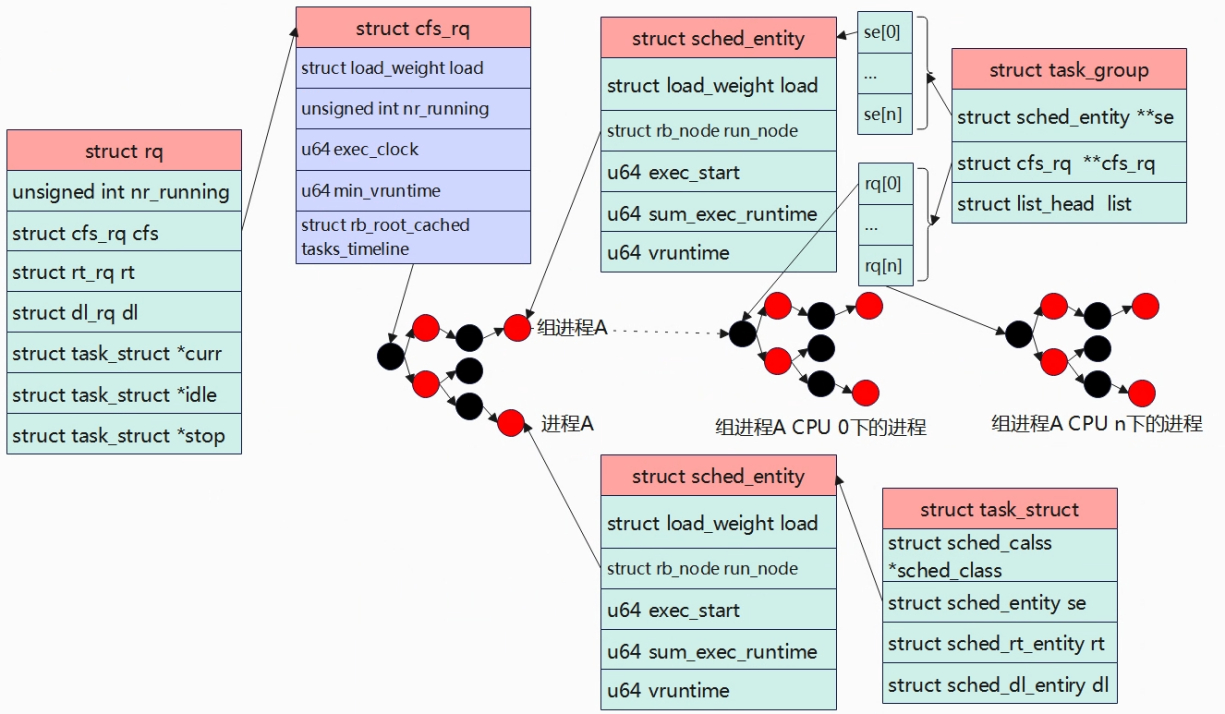 struct rq
unsigned int nr_running
struct cfs_rq cfs
struct rt_rq rt
struct dl_rq dl
struct task_struct *curr
struct task_struct *idle
struct task_struct *stop
struct cfs_rq
struct load_weight load
unsigned int nr_running
u64 exec_clock
u64 min_vruntime
struct rb_root_cached
tasks_timeline
struct sched_entity
struct load_weight load
struct rb_node run_node
u64 exec_start
u64 sum_exec_runtime
u64 vruntime
se[0]
...
se[n]
rq[0]
...
rq[n]
struct task_group
struct sched_entity **se
struct cfs_rq **cfs_rq
struct list_head list
组进程A
进程A
组进程A CPU 0下的进程
组进程A CPU n下的进程
struct sched_entity
struct load_weight load
struct rb_node run_node
u64 exec_start
u64 sum_exec_runtime
u64 vruntime
struct task_struct
struct sched_calss
*sched_class
struct sched_entity se
struct sched_rt_entity rt
struct sched_dl_entiry dl